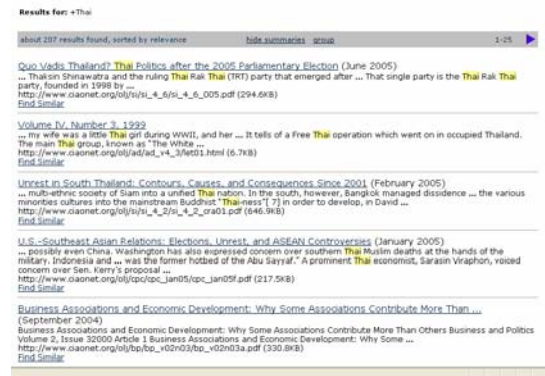 Results for: +Thai
about 207 results found, sorted by relevance hide summaries group 1-25
Quo Vadis Thailand? Thai Politics after the 2005 Parliamentary Election (June 2005)
... Thaksin Shinawatra and the ruling Thai Rak Thai (TRT) party that emerged after ... That single party is the Thai Rak Thai
party, founded in 1998 by ...
http://www.ciaonet.org/olj/si/si_4_6/si_4_6_005.pdf (294.6KB)
Find Similar
Volume IV, Number 3, 1999
... my wife was a little Thai girl during WWII, and her ... It tells of a Free Thai operation which went on in occupied Thailand.
The main Thai group, known as "The White ...
http://www.ciaonet.org/olj/ad/ad_v4_3/let01.html (6.7KB)
Find Similar
Unrest in South Thailand: Contours, Causes, and Consequences Since 2001 (February 2005)
... multi-ethnic society of Siam into a unified Thai nation. In the south, however, Bangkok managed dissidence ... the various
minorities cultures into the mainstream Buddhist "Thai-ness"[ 7] in order to develop, in David ...
http://www.ciaonet.org/olj/si/si_4_2/si_4_2_cra01.pdf (646.9KB)
Find Similar
U.S.-Southeast Asian Relations: Elections, Unrest, and ASEAN Controversies (January 2005)
... possibly even China. Washington has also expressed concern over southern Thai Muslim deaths at the hands of the
military. Indonesia and ... was the former hotbed of the Abu Sayyaf." A prominent Thai economist, Sarasin Viraphon, voiced
concern over Sen. Kerry's proposal ...
http://www.ciaonet.org/olj/cpc/cpc_jan05/cpc_jan05f.pdf (217.5KB)
Find Similar
Business Associations and Economic Development: Why Some Associations Contribute More Than ...
(September 2004)
Business Associations and Economic Development: Why Some Associations Contribute More Than Others Business and Politics
Volume 2, Issue 32000 Article 1 Business Associations and Economic Development: Why Some ...
http://www.ciaonet.org/olj/bp/bp_v02n03/bp_v02n03a.pdf (330.8KB)
Find Similar